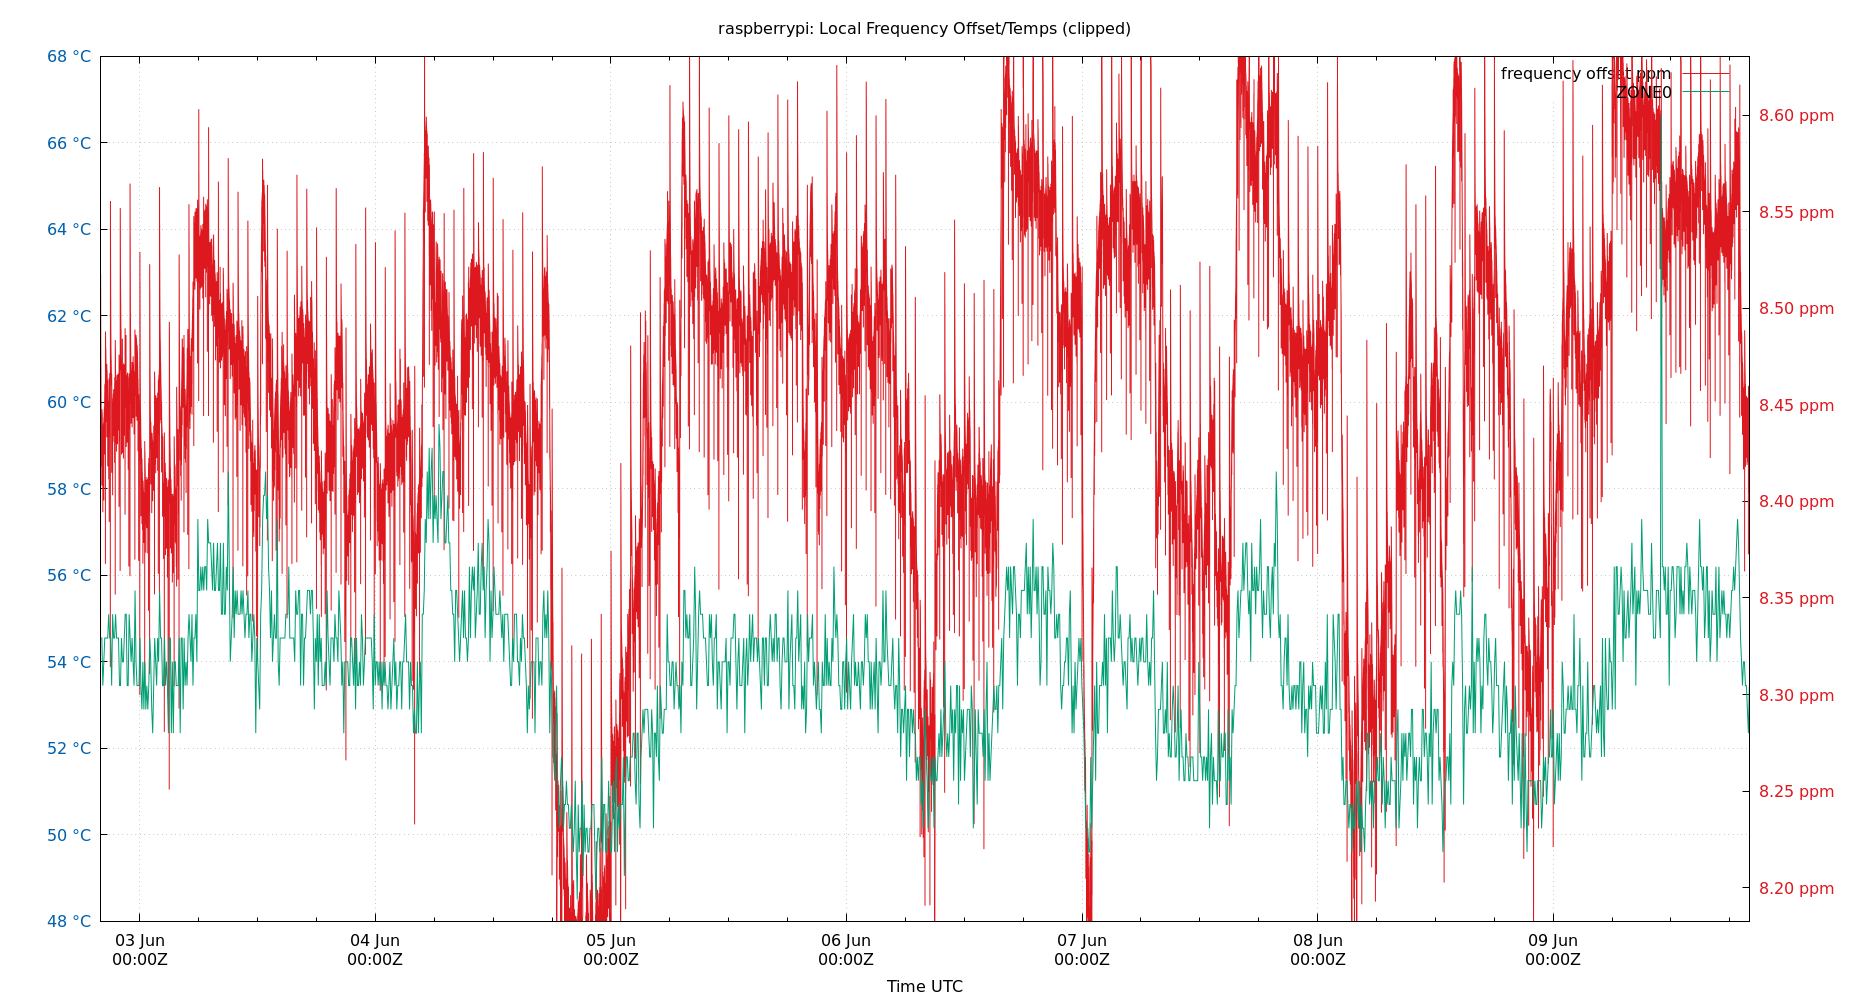 raspberrypi: Local Frequency Offset/Temps (clipped)
68 °C
66 °C
64 °C
62 °C
60 °C
58 °C
56 °C
54 °C
52 °C
50 °C
48 °C
frequency offset ppm
ZONE0
8.60 ppm
8.55 ppm
8.50 ppm
8.45 ppm
8.40 ppm
8.35 ppm
8.30 ppm
8.25 ppm
8.20 ppm
03 Jun
00:00Z
04 Jun
00:00Z
05 Jun
00:00Z
06 Jun
00:00Z
07 Jun
00:00Z
08 Jun
00:00Z
09 Jun
00:00Z
Time UTC